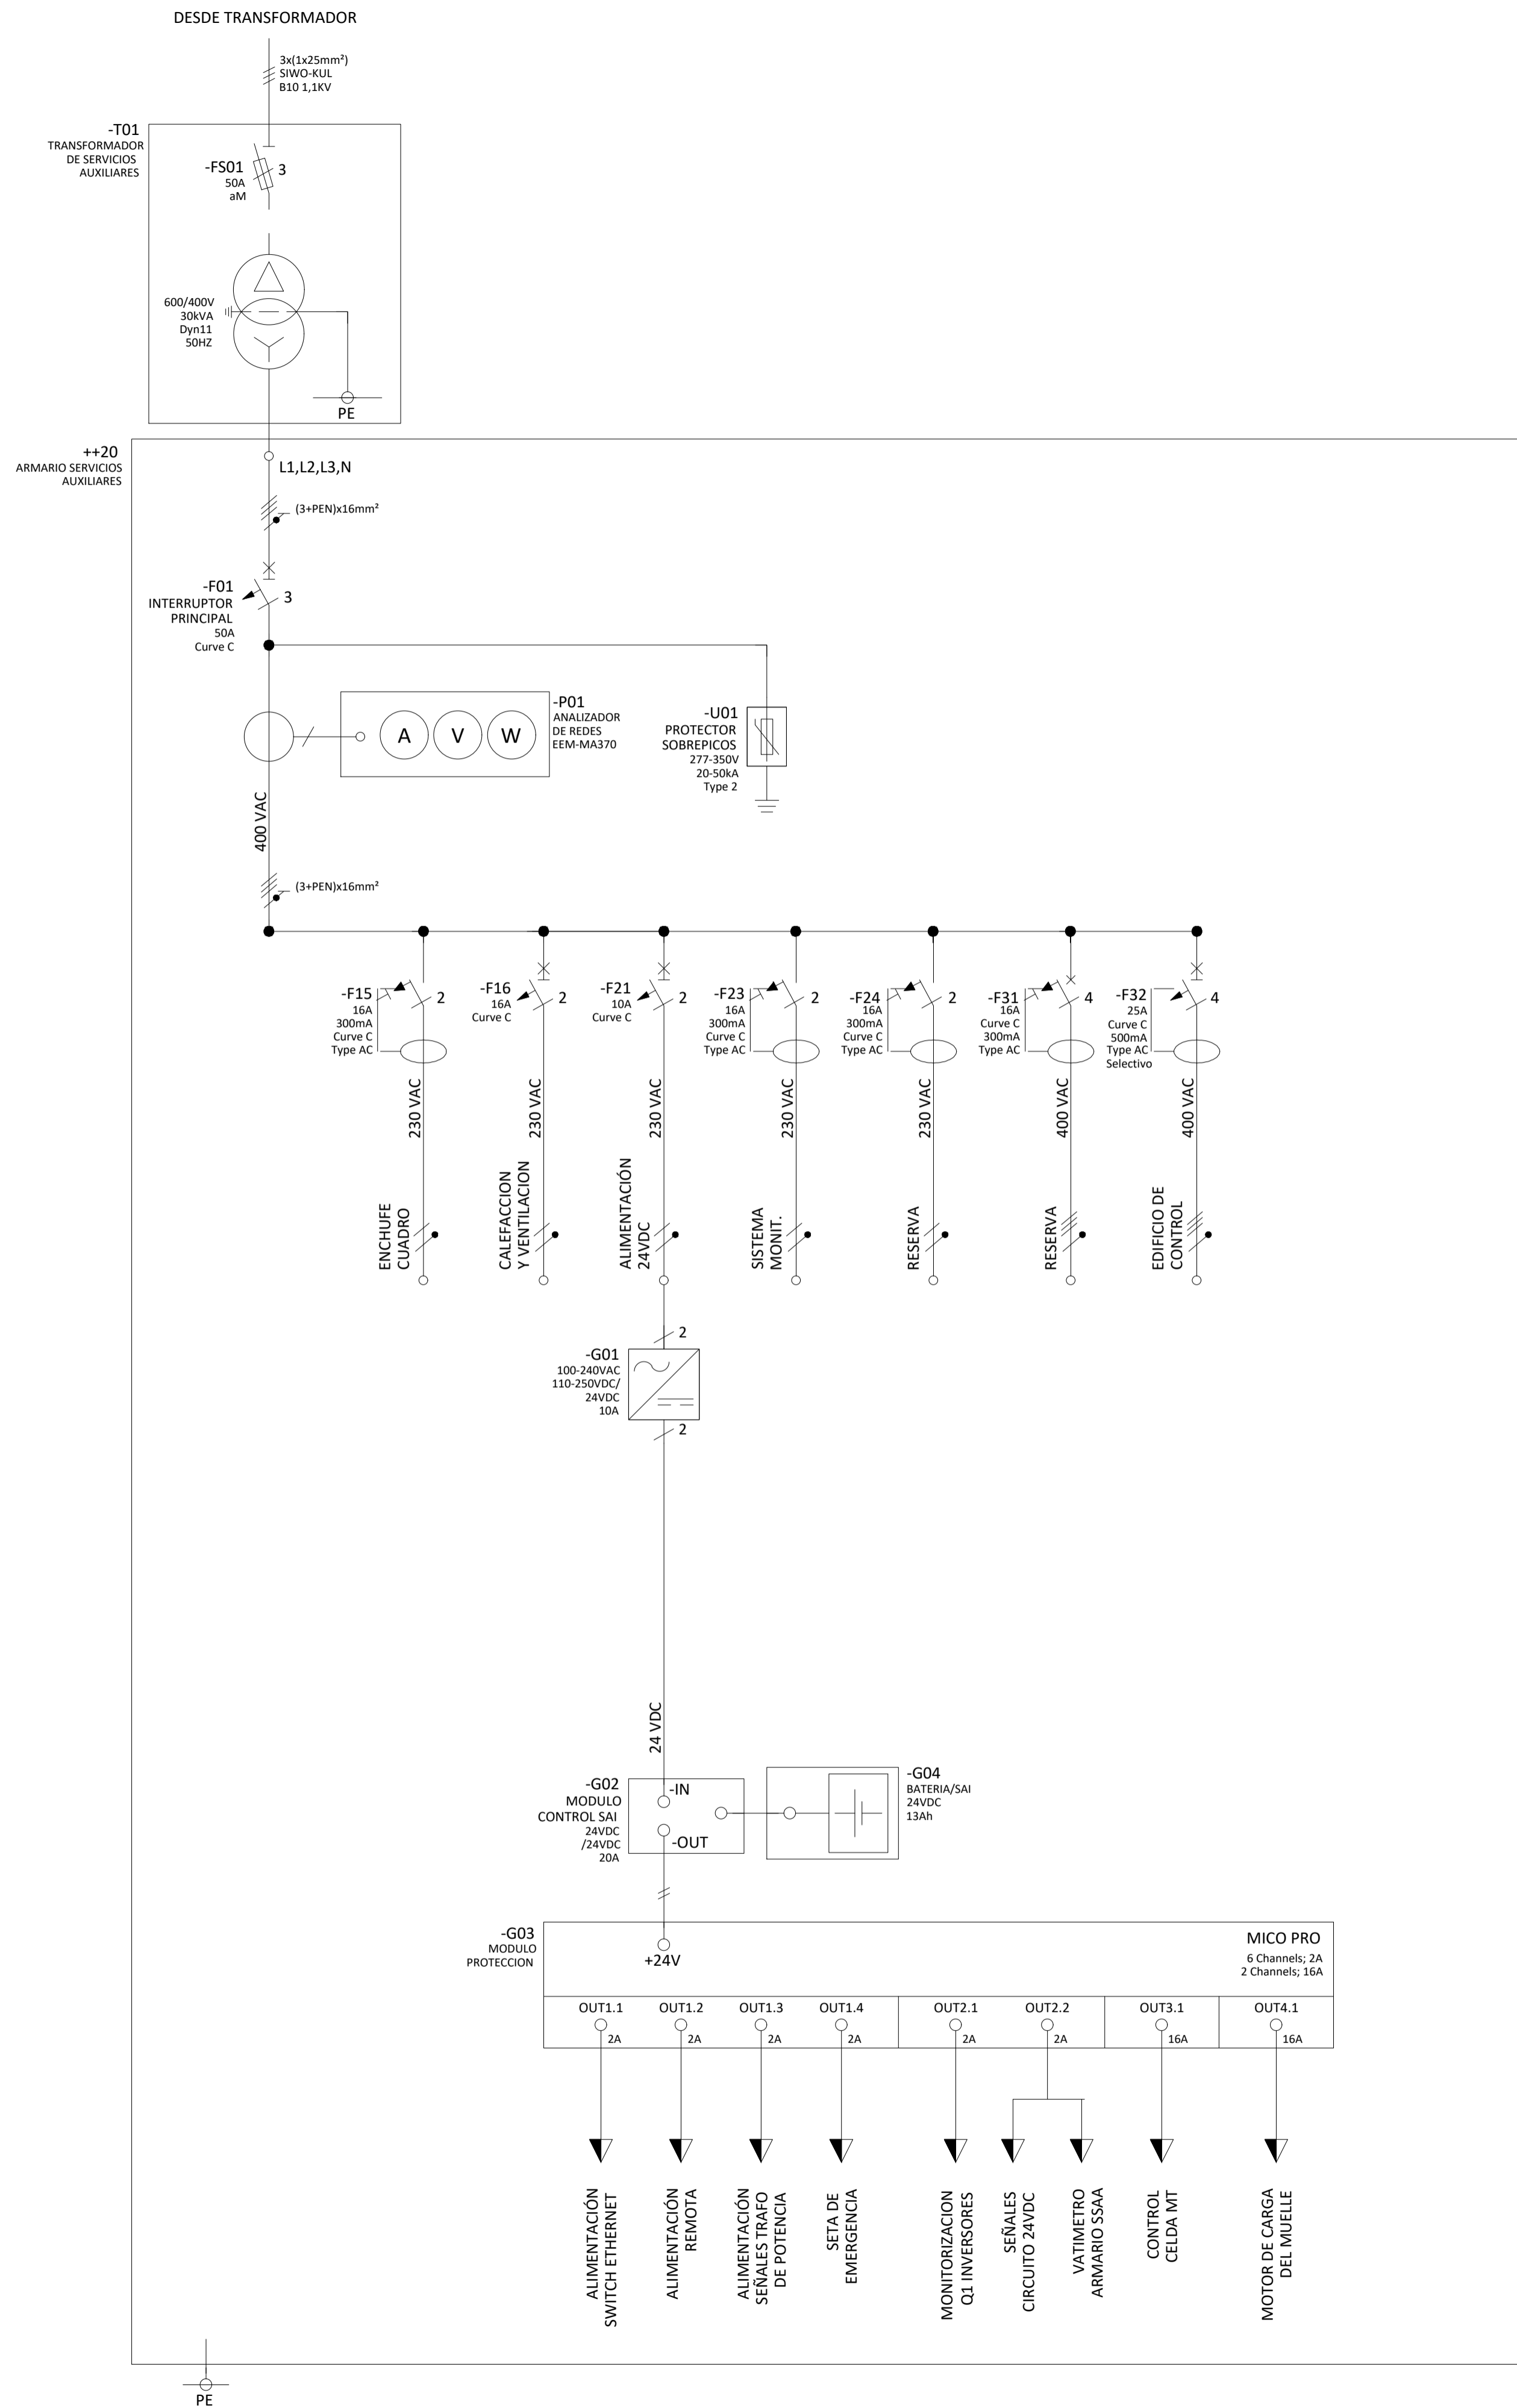 DESDE TRANSFORMADOR
3x(1x25mm²)
SIWO-KUL
B10 1,1KV
-T01
TRANSFORMADOR
DE SERVICIOS
AUXILIARES
-FS01
50A
aM
3
600/400V
30kVA
Dyn11
50HZ
PE
++20
ARMARIO SERVICIOS
AUXILIARES
L1,L2,L3,N
(3+PEN)x16mm²
-F01
INTERRUPTOR
PRINCIPAL
50A
Curve C
3
-P01
ANALIZADOR
DE REDES
EEM-MA370
A
V
W
-U01
PROTECTOR
SOBREPICOS
277-350V
20-50kA
Type 2
400 VAC
(3+PEN)x16mm²
-F15
16A
300mA
Curve C
Type AC
2
-F16
16A
Curve C
2
-F21
10A
Curve C
2
-F23
16A
300mA
Curve C
Type AC
2
-F24
16A
300mA
Curve C
Type AC
2
-F31
16A
Curve C
300mA
Type AC
4
-F32
25A
Curve C
500mA
Type AC
Selectivo
4
230 VAC
230 VAC
230 VAC
230 VAC
230 VAC
400 VAC
400 VAC
ENCHUFE
CUADRO
CALEFACCION
Y VENTILACION
ALIMENTACIÓN
24VDC
SISTEMA
MONIT.
RESERVA
RESERVA
EDIFICIO DE
CONTROL
2
-G01
100-240VAC
110-250VDC/
24VDC
10A
2
24 VDC
-G02
MODULO
CONTROL SAI
24VDC
/24VDC
20A
-IN
-OUT
-G04
BATERIA/SAI
24VDC
13Ah
-G03
MODULO
PROTECCION
+24V
MICO PRO
6 Channels; 2A
2 Channels; 16A
OUT1.1
2A
OUT1.2
2A
OUT1.3
2A
OUT1.4
2A
OUT2.1
2A
OUT2.2
2A
OUT3.1
16A
OUT4.1
16A
ALIMENTACIÓN
SWITCH ETHERNET
ALIMENTACIÓN
REMOTA
ALIMENTACIÓN
SEÑALES TRAFO
DE POTENCIA
SETA DE
EMERGENCIA
MONITORIZACION
Q1 INVERSORES
SEÑALES
CIRCUITO 24VDC
VATIMETRO
ARMARIO SSAA
CONTROL
CELDA MT
MOTOR DE CARGA
DEL MUELLE
PE